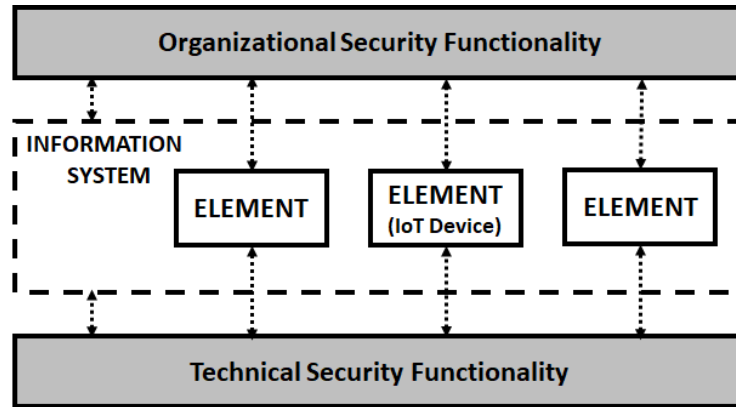 Organizational Security Functionality
INFORMATION
SYSTEM
ELEMENT
ELEMENT
(IoT Device)
ELEMENT
Technical Security Functionality